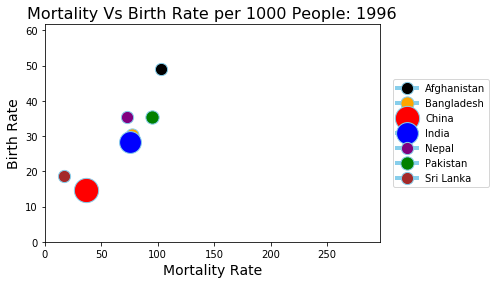 Mortality Vs Birth Rate per 1000 People: 1996
60
50
40
30
20
10
0
Birth Rate
0 50 100 150 200 250
Mortality Rate
Afghanistan
Bangladesh
China
India
Nepal
Pakistan
Sri Lanka